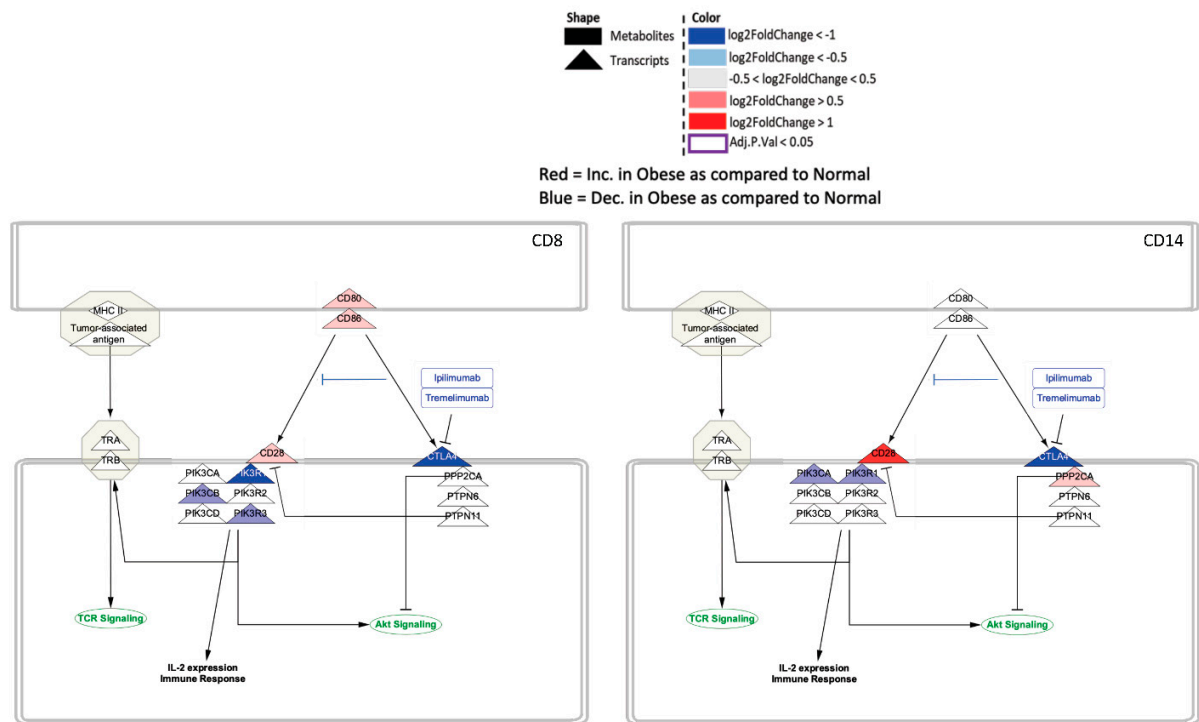 Shape
Color
Metabolites
Transcripts
log2FoldChange < -1
log2FoldChange < -0.5
-0.5 < log2FoldChange < 0.5
log2FoldChange > 0.5
log2FoldChange > 1
Adj.P.Val < 0.05
Red = Inc. in Obese as compared to Normal
Blue = Dec. in Obese as compared to Normal
CD8
MHC II
Tumor-associated
antigen
CD80
CD86
Ipilimumab
Tremelimumab
TRA
TRB
CD28
CTLA4
PIK3CA
IK3R1
PPP2CA
PIK3CB
PIK3R2
PTPN6
PIK3CD
PIK3R3
PTPN11
TCR Signaling
Akt Signaling
IL-2 expression
Immune Response
CD14
MHC II
Tumor-associated
antigen
CD80
CD86
Ipilimumab
Tremelimumab
TRA
TRB
CD28
CTLA4
PIK3CA
PIK3R1
PPP2CA
PIK3CB
PIK3R2
PTPN6
PIK3CD
PIK3R3
PTPN11
TCR Signaling
Akt Signaling
IL-2 expression
Immune Response